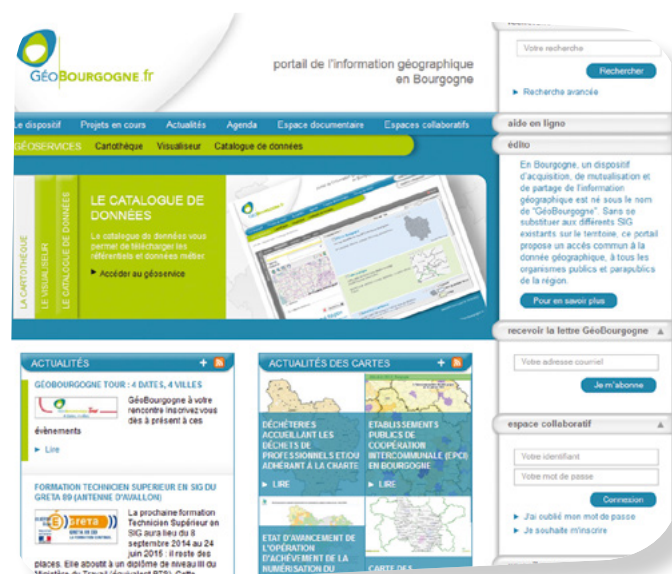 GéoBourgogne.fr
portail de l'information géographique
en Bourgogne
Le dispositif Projets en cours Actualités Agenda Espace documentaire Espaces collaboratifs
GÉOSERVICES Cartothèque Visualiseur Catalogue de données
LA CARTOTHÈQUE
LE VISUALISEUR
LE CATALOGUE DE DONNÉES
LE CATALOGUE DE
DONNÉES
Le catalogue de données vous
permet de télécharger les
référentiels et données métier.
Accéder au géoservice
ACTUALITÉS
GÉOBOURGOGNE TOUR : 4 DATES, 4 VILLES
GéoBourgogne à votre
rencontre inscrivez vous
dès à présent à ces
évènements
Lire
FORMATION TECHNICIEN SUPERIEUR EN SIG DU
GRETA 89 (ANTENNE D'AVALLON)
GRETA
La prochaine formation
Technicien Supérieur en
SIG aura lieu du 8
septembre 2014 au 24
juin 2015 : il reste des
places. Elle aboutit à un diplôme de niveau III du
ACTUALITÉS DES CARTES
DÉCHÈTERIES
ACCUEILLANT LES
DÉCHETS DE
PROFESSIONNELS ET/OU
ADHÉRANT À LA CHARTE
LIRE
ETABLISSEMENTS
PUBLICS DE
COOPÉRATION
INTERCOMMUNALE (EPCI)
EN BOURGOGNE
LIRE
ETAT D'AVANCEMENT DE
L'OPÉRATION
D'ACHÈVEMENT DE LA
NUMÉRISATION DU
CARTE DES
Votre recherche
Rechercher
Recherche avancée
aide en ligne
édito
En Bourgogne, un dispositif
d'acquisition, de mutualisation et
de partage de l'information
géographique est né sous le nom
de "GéoBourgogne". Sans se
substituer aux différents SIG
existants sur le territoire, ce portail
propose un accès commun à la
donnée géographique, à tous les
organismes publics et parapublics
de la région.
Pour en savoir plus
recevoir la lettre GéoBourgogne
Votre adresse courriel
Je m'abonne
espace collaboratif
Votre identifiant
Votre mot de passe
Connexion
J'ai oublié mon mot de passe
Je souhaite m'inscrire